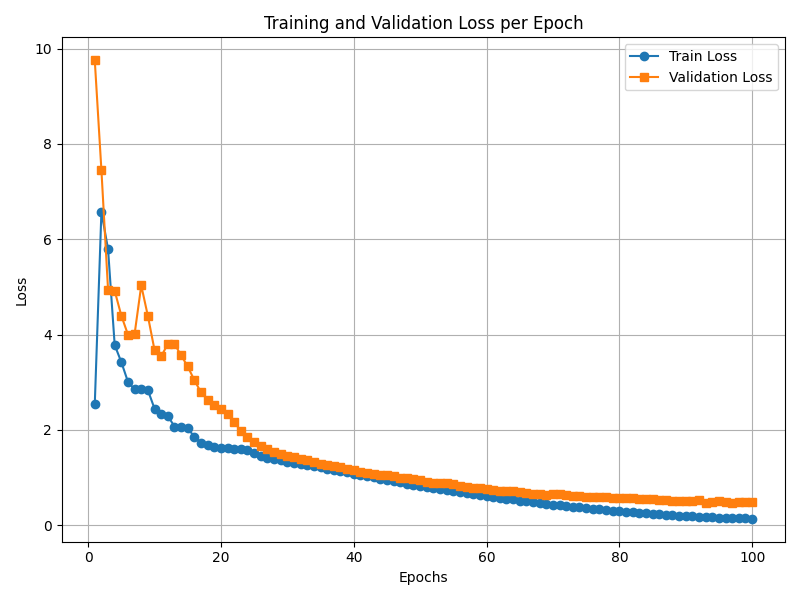 Training and Validation Loss per Epoch
10
8
6
4
2
0
Loss
Train Loss
Validation Loss
0 20 40 60 80 100
Epochs